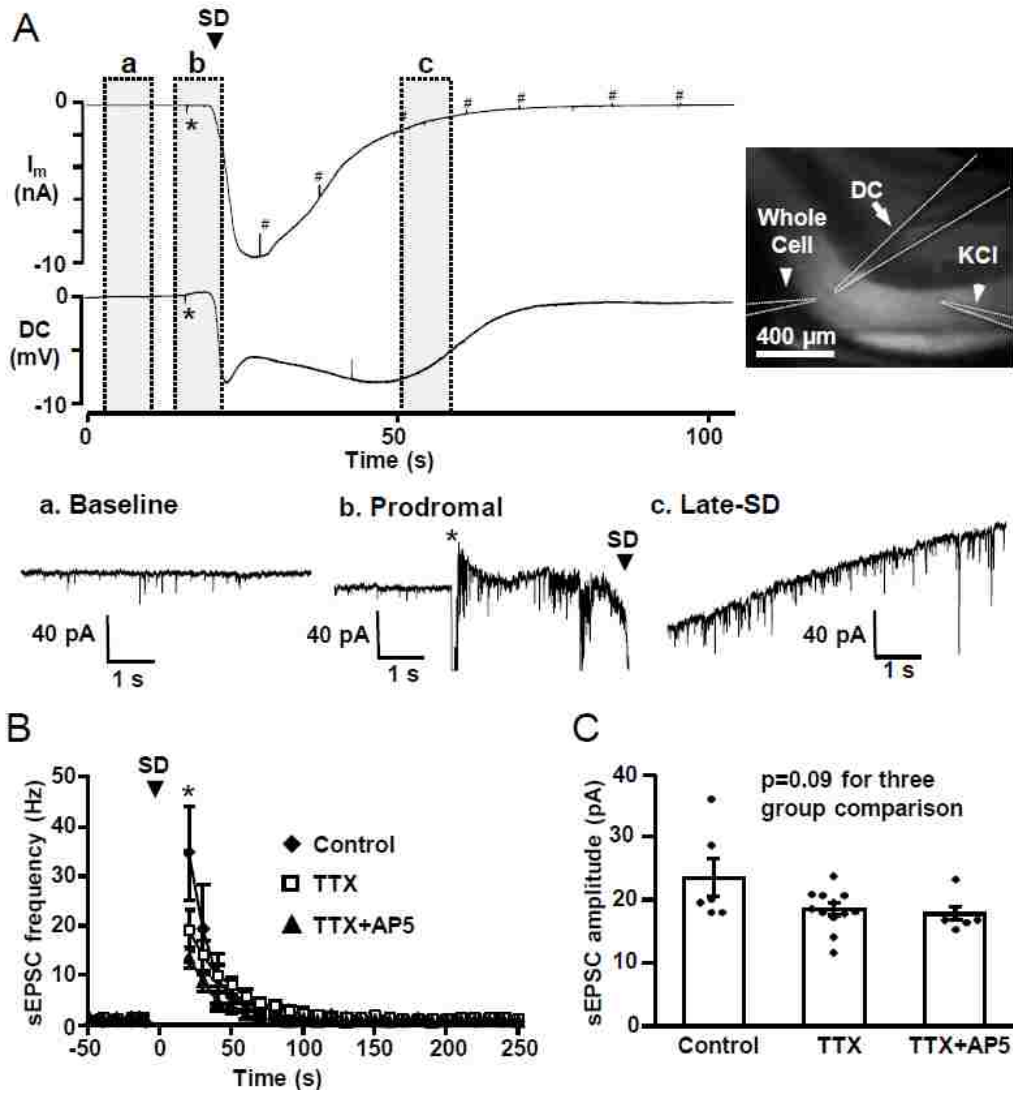 A
SD
a
b
c
0
I_m
(nA)
-10
*
#
#
#
#
#
#
#
0
DC
(mV)
-10
*
0
50
100
Time (s)
DC
Whole
Cell
KCl
400 µm
a. Baseline
40 pA
1 s
b. Prodromal
*
SD
40 pA
1 s
c. Late-SD
40 pA
1 s
B
SD
sEPSC frequency (Hz)
50
40
30
20
10
0
*
Control
TTX
TTX+AP5
-50
0
50
100
150
200
250
Time (s)
C
sEPSC amplitude (pA)
40
30
20
10
0
p=0.09 for three
group comparison
Control
TTX
TTX+AP5